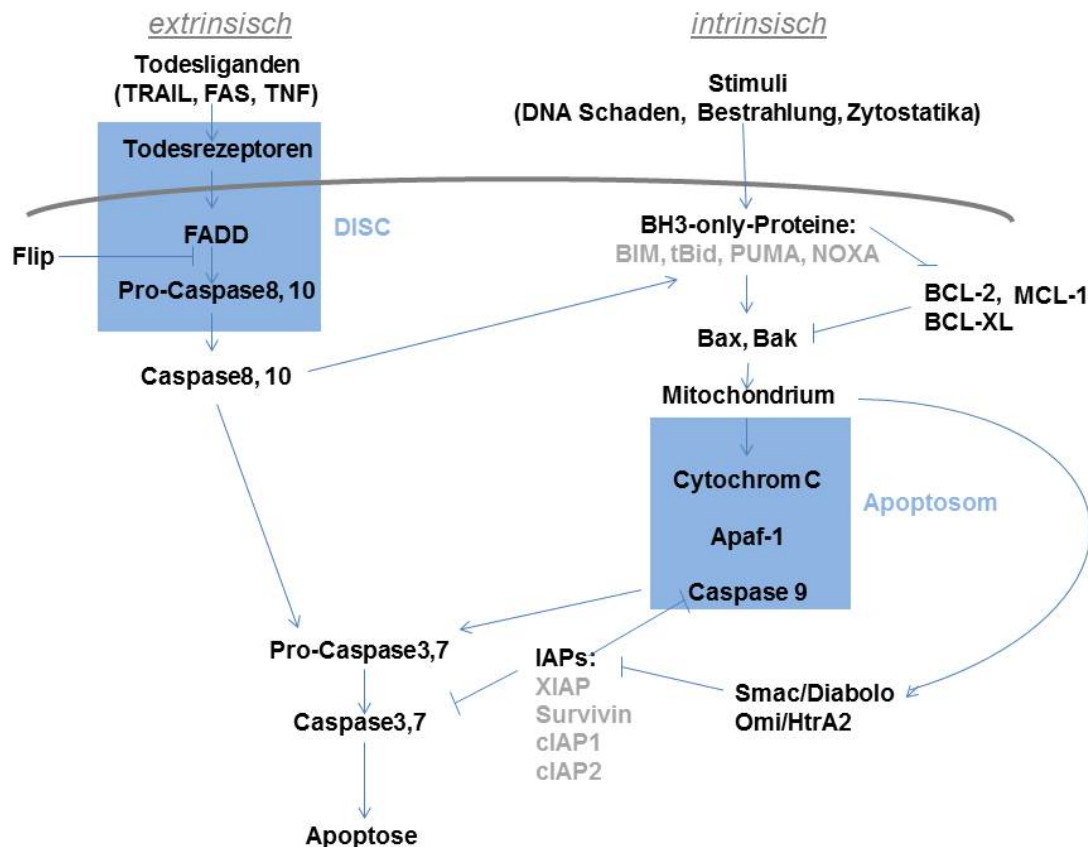 extrinsisch
intrinsisch
Todesliganden
(TRAIL, FAS, TNF)
Stimuli
(DNA Schaden, Bestrahlung, Zytostatika)
Todesrezeptoren
DISC
FADD
Flip
Pro-Caspase8, 10
Caspase8, 10
BH3-only-Proteine:
BIM, tBid, PUMA, NOXA
BCL-2, MCL-1
BCL-XL
Bax, Bak
Mitochondrium
Cytochrom C
Apoptosom
Apaf-1
Caspase 9
Pro-Caspase3,7
Caspase3,7
Apoptose
IAPs:
XIAP
Survivin
cIAP1
cIAP2
Smac/Diabolo
Omi/HtrA2